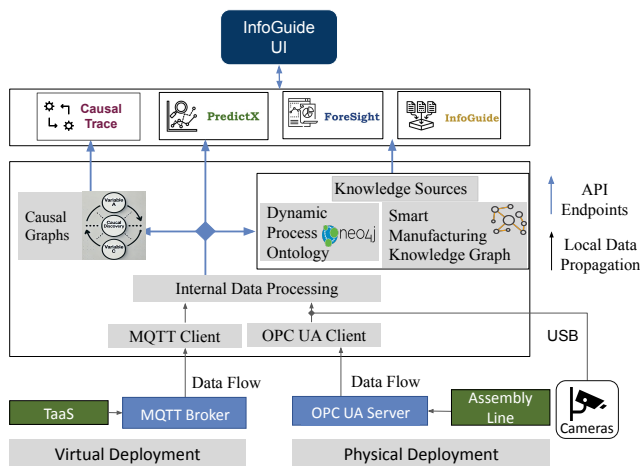 InfoGuide
UI
Causal
Trace
PredictX
ForeSight
InfoGuide
Causal
Graphs
Variable
A
Causal
Discovery
Variable
C
Knowledge Sources
Dynamic
Process
Ontology
neo4j
Smart
Manufacturing
Knowledge Graph
API
Endpoints
Local Data
Propagation
Internal Data Processing
MQTT Client
OPC UA Client
USB
Data Flow
Data Flow
TaaS
MQTT Broker
OPC UA Server
Assembly
Line
Cameras
Virtual Deployment
Physical Deployment